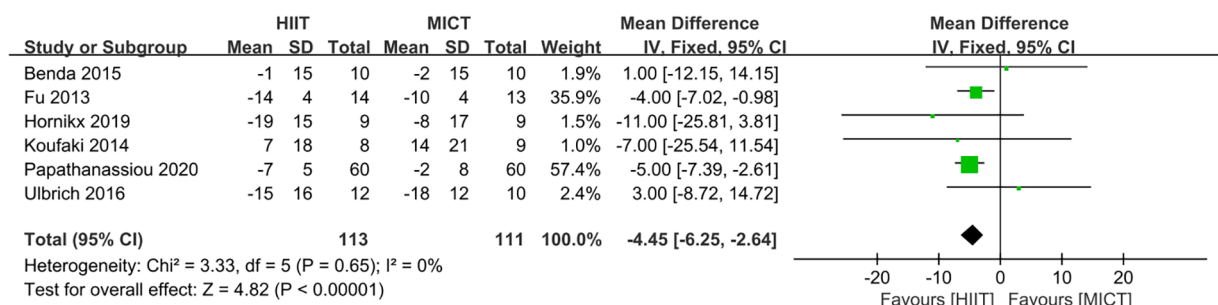 HIIT MICT Mean Difference Mean Difference
Study or Subgroup Mean SD Total Mean SD Total Weight IV, Fixed, 95% CI IV, Fixed, 95% CI
Benda 2015 -1 15 10 -2 15 10 1.9% 1.00 [-12.15, 14.15]
Fu 2013 -14 4 14 -10 4 13 35.9% -4.00 [-7.02, -0.98]
Hornikx 2019 -19 15 9 -8 17 9 1.5% -11.00 [-25.81, 3.81]
Koufaki 2014 7 18 8 14 21 9 1.0% -7.00 [-25.54, 11.54]
Papathanassiou 2020 -7 5 60 -2 8 60 57.4% -5.00 [-7.39, -2.61]
Ulbrich 2016 -15 16 12 -18 12 10 2.4% 3.00 [-8.72, 14.72]
Total (95% CI) 113 111 100.0% -4.45 [-6.25, -2.64]
Heterogeneity: Chi² = 3.33, df = 5 (P = 0.65); I² = 0%
Test for overall effect: Z = 4.82 (P < 0.00001)
-20 -10 0 10 20
Favours [HIIT] Favours [MICT]